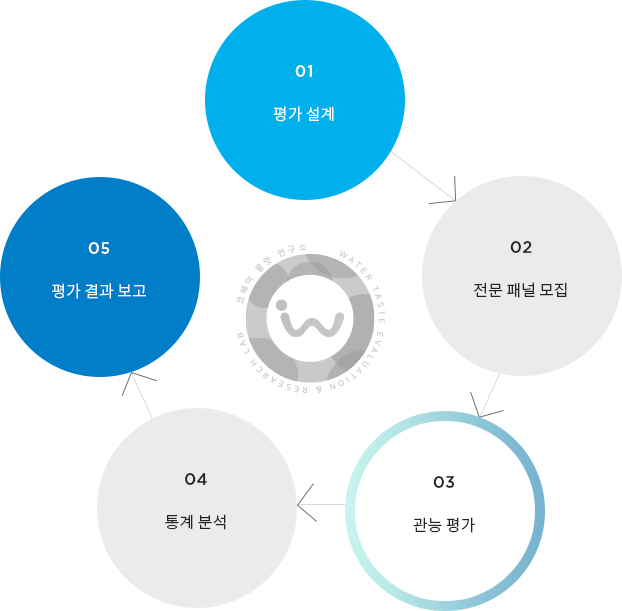 01
평가 설계
02
전문 패널 모집
03
관능 평가
04
통계 분석
05
평가 결과 보고
코웨이 물맛 연구소
WATER TASTE EVALUATION & RESEARCH LAB